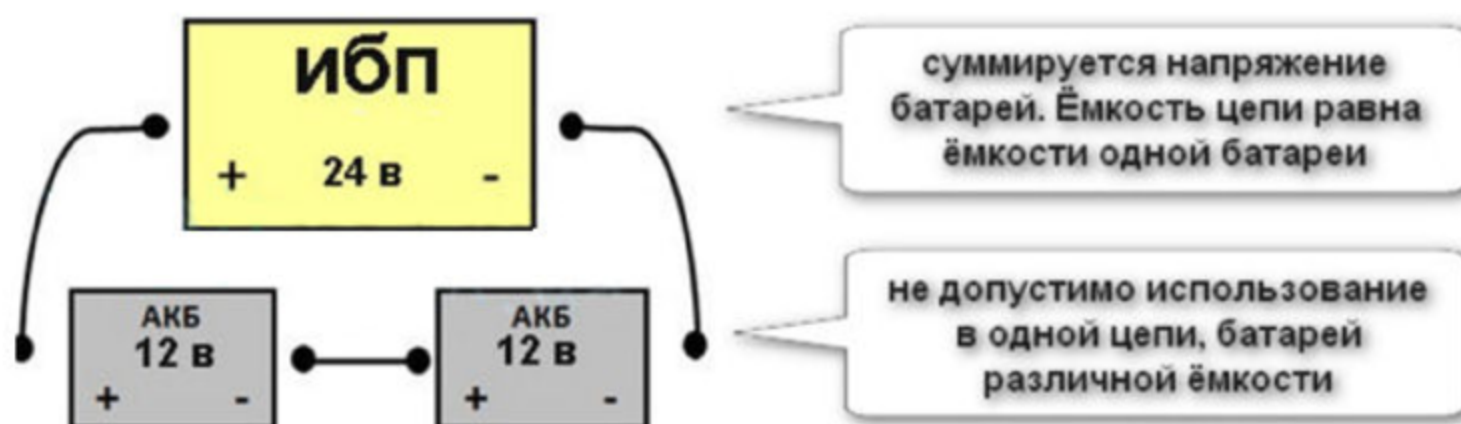 ибп
+ 24 в -
суммируется напряжение
батарей. Ёмкость цепи равна
ёмкости одной батареи
АКБ
12 в
+ -
АКБ
12 в
+ -
не допустимо использование
в одной цепи, батарей
различной ёмкости